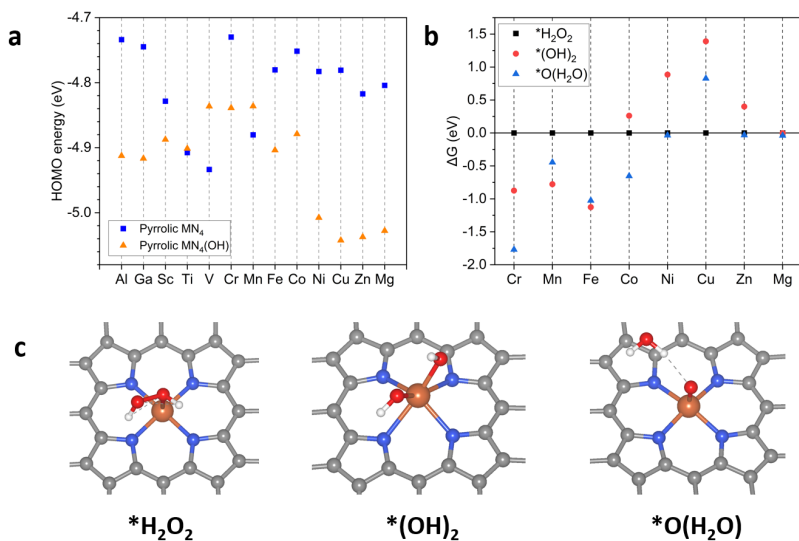 a
-4.7
-4.8
-4.9
-5.0
HOMO energy (eV)
Pyrrolic MN₄
Pyrrolic MN₄(OH)
Al Ga Sc Ti V Cr Mn Fe Co Ni Cu Zn Mg
b
1.5
1.0
0.5
0.0
-0.5
-1.0
-1.5
-2.0
ΔG (eV)
*H₂O₂
*(OH)₂
*O(H₂O)
Cr Mn Fe Co Ni Cu Zn Mg
c
*H₂O₂ *(OH)₂ *O(H₂O)